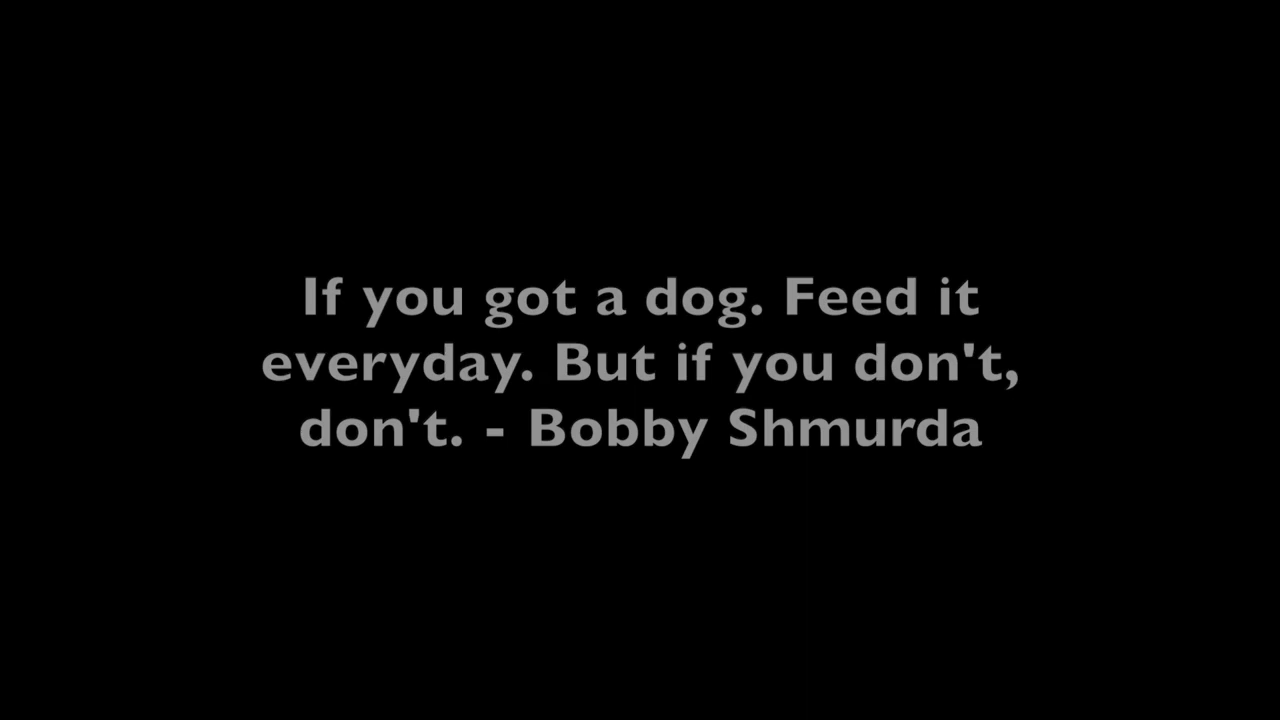 If you got a dog. Feed it
everyday. But if you don't,
don't. - Bobby Shmurda